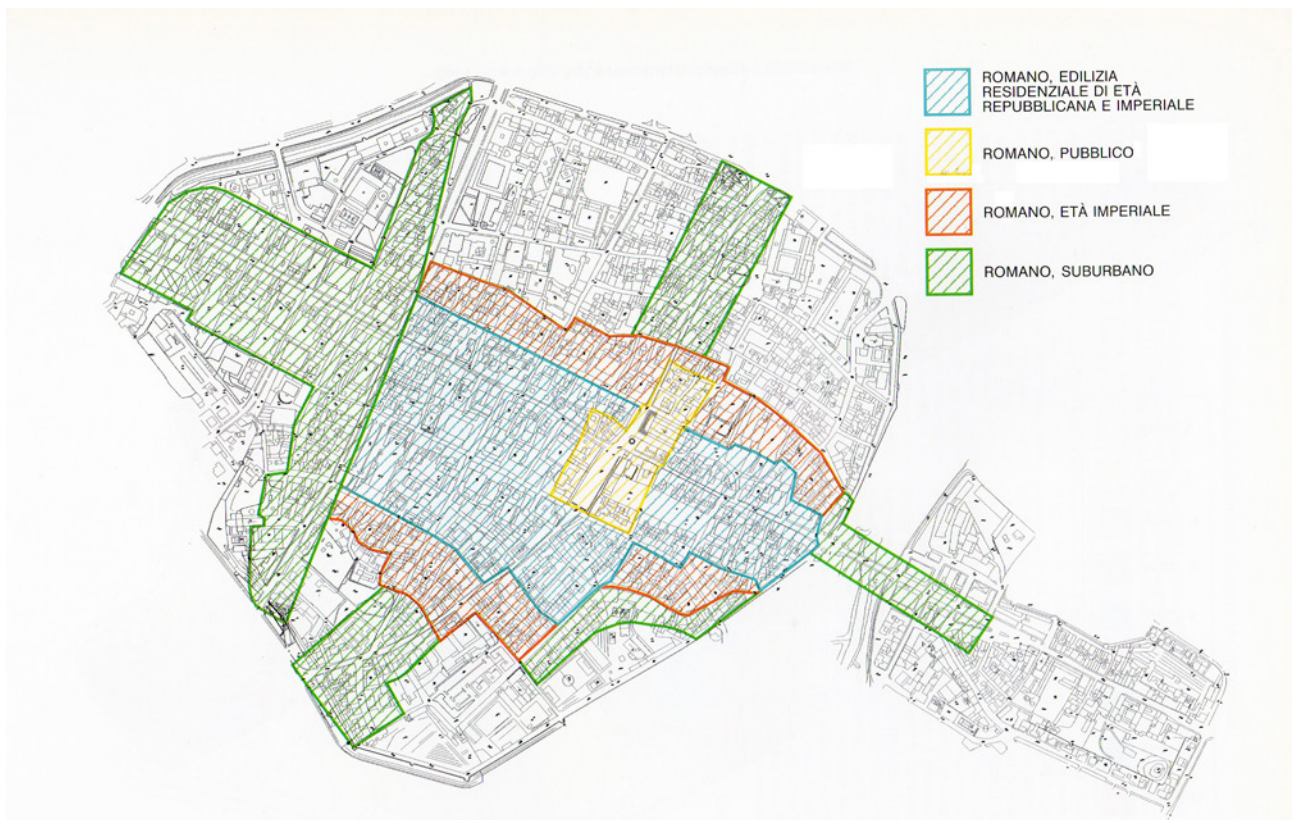 ROMANO, EDILIZIA
RESIDENZIALE DI ETÀ
REPUBBLICANA E IMPERIALE
ROMANO, PUBBLICO
ROMANO, ETÀ IMPERIALE
ROMANO, SUBURBANO